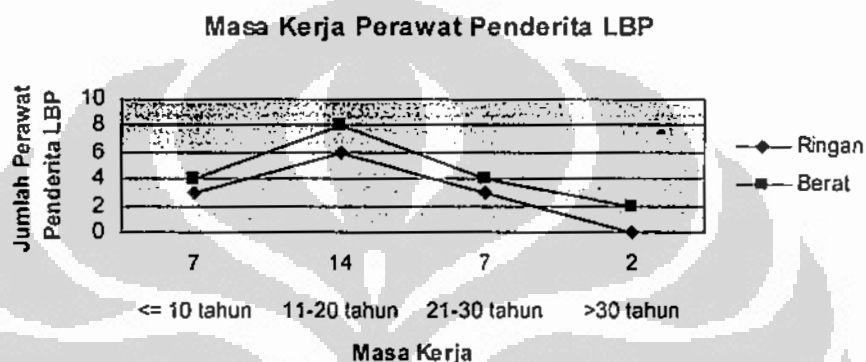 Masa Kerja Perawat Penderita LBP
Jumlah Perawat
Penderita LBP
10
8
6
4
2
0
7 14 7 2
<= 10 tahun 11-20 tahun 21-30 tahun >30 tahun
Masa Kerja
Ringan
Berat